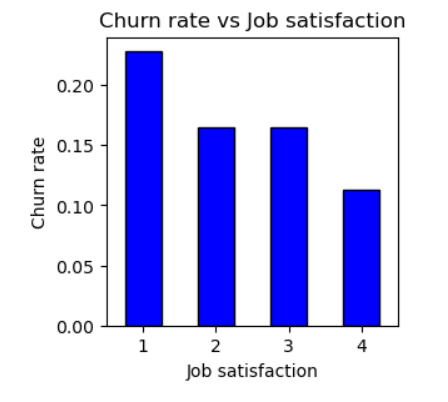 Churn rate vs Job satisfaction
0.20
0.15
0.10
0.05
0.00
Churn rate
1 2 3 4
Job satisfaction